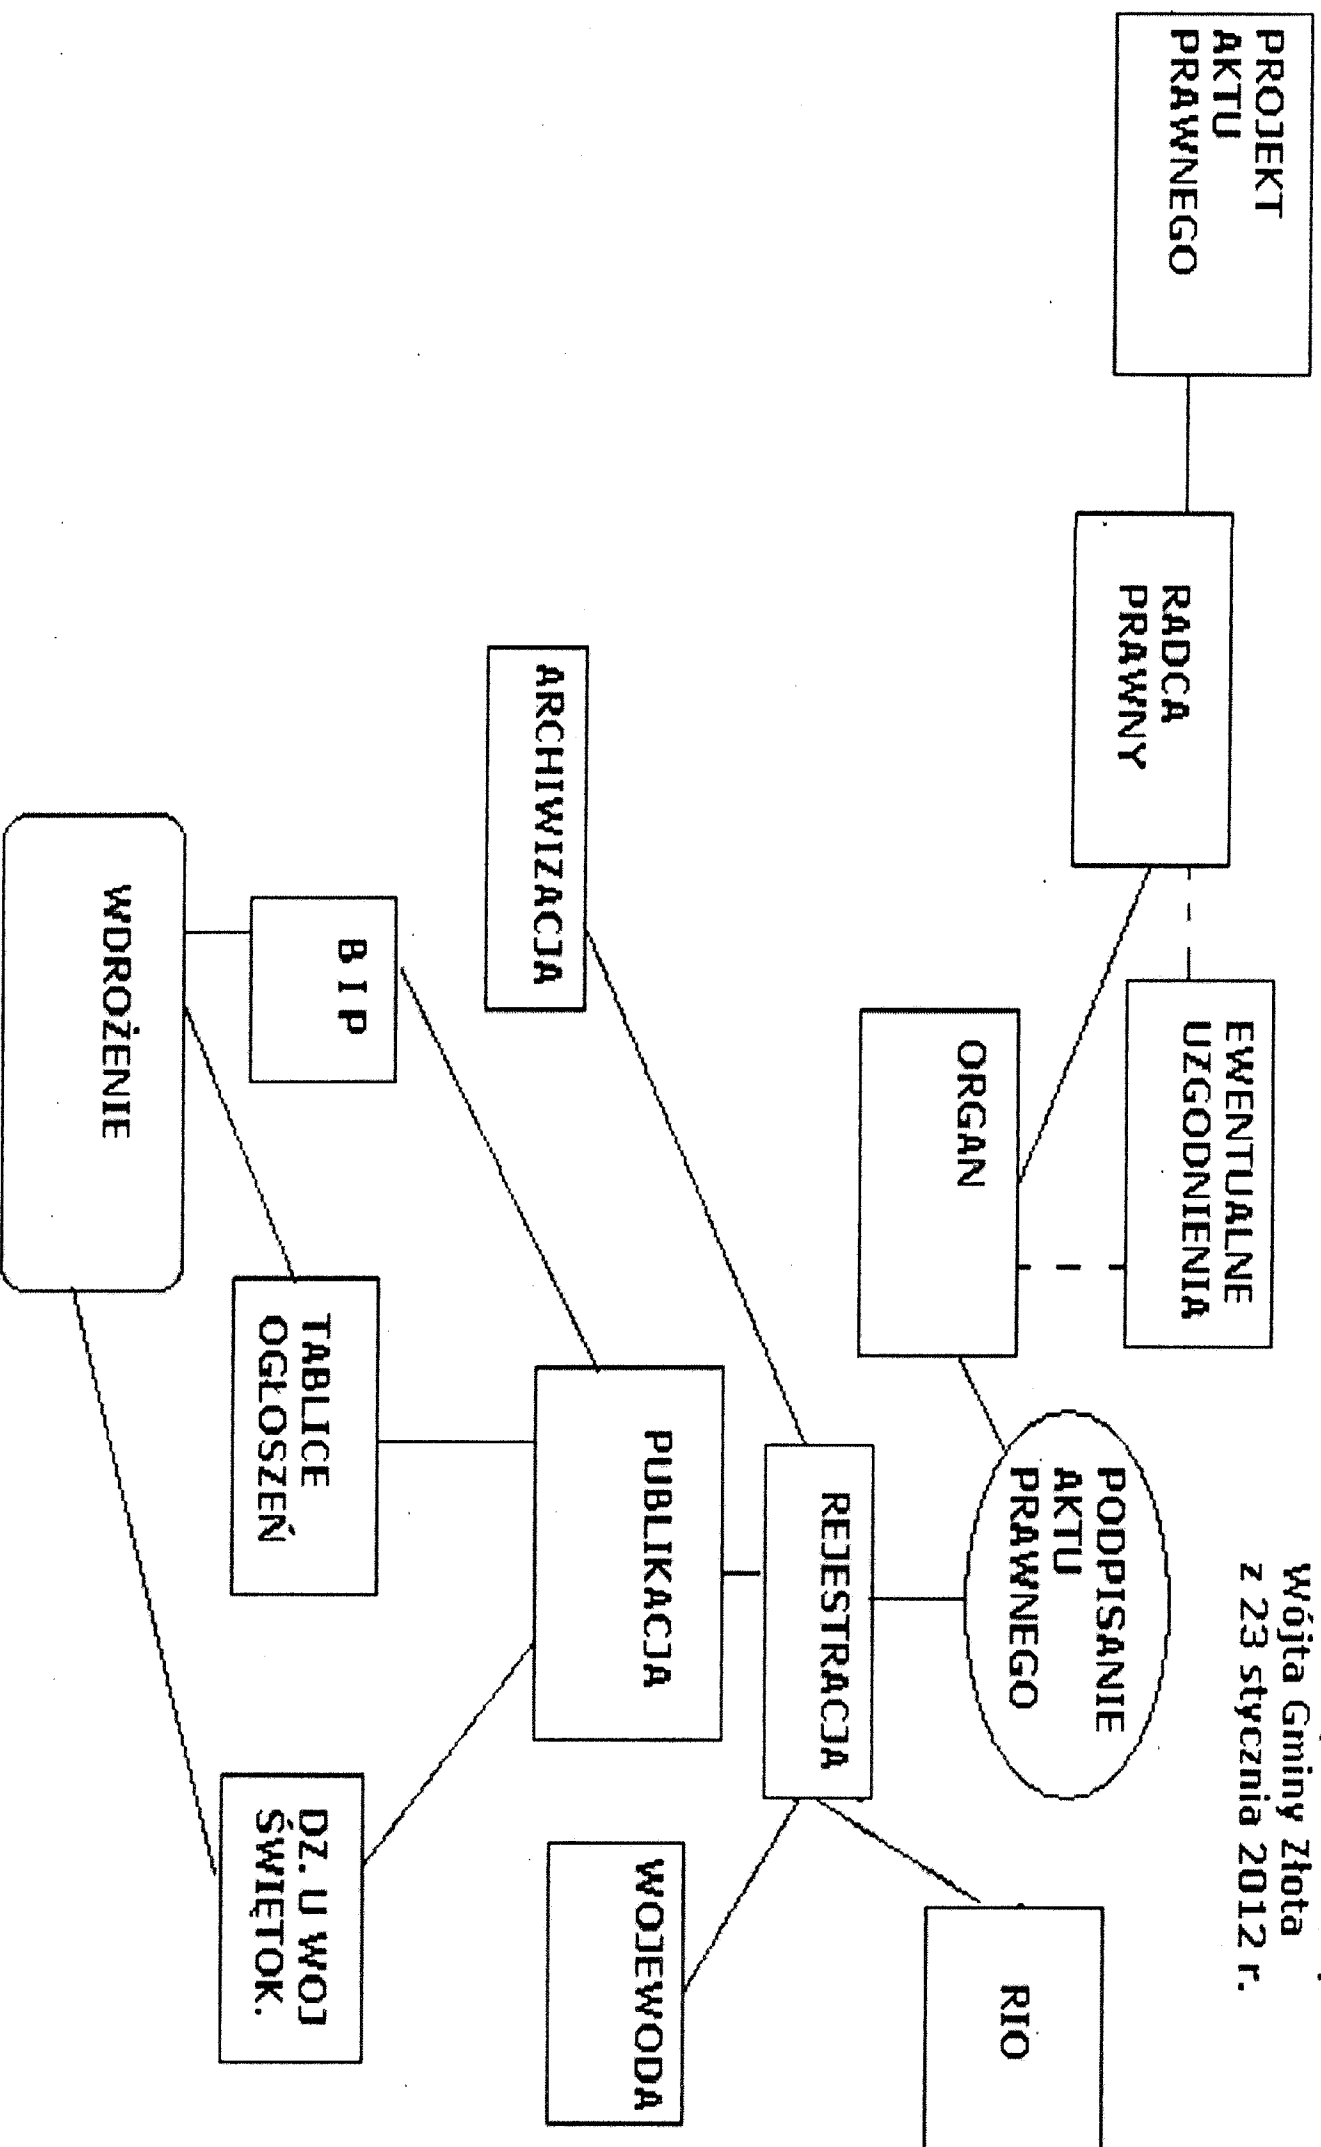 Wójta Gminy Złota
z 23 stycznia 2012 r.
PROJEKT
AKTU
PRAWNEGO
RADCA
PRAWNY
EWENTUALNE
UZGODNIENIA
ORGAN
PODPISANIE
AKTU
PRAWNEGO
RIO
REJESTRACJA
ARCHIWIZACJA
PUBLIKACJA
WOJEWODA
B I P
TABLICE
OGŁOSZEŃ
DZ. U WOJ
ŚWIĘTOK.
WDROŻENIE